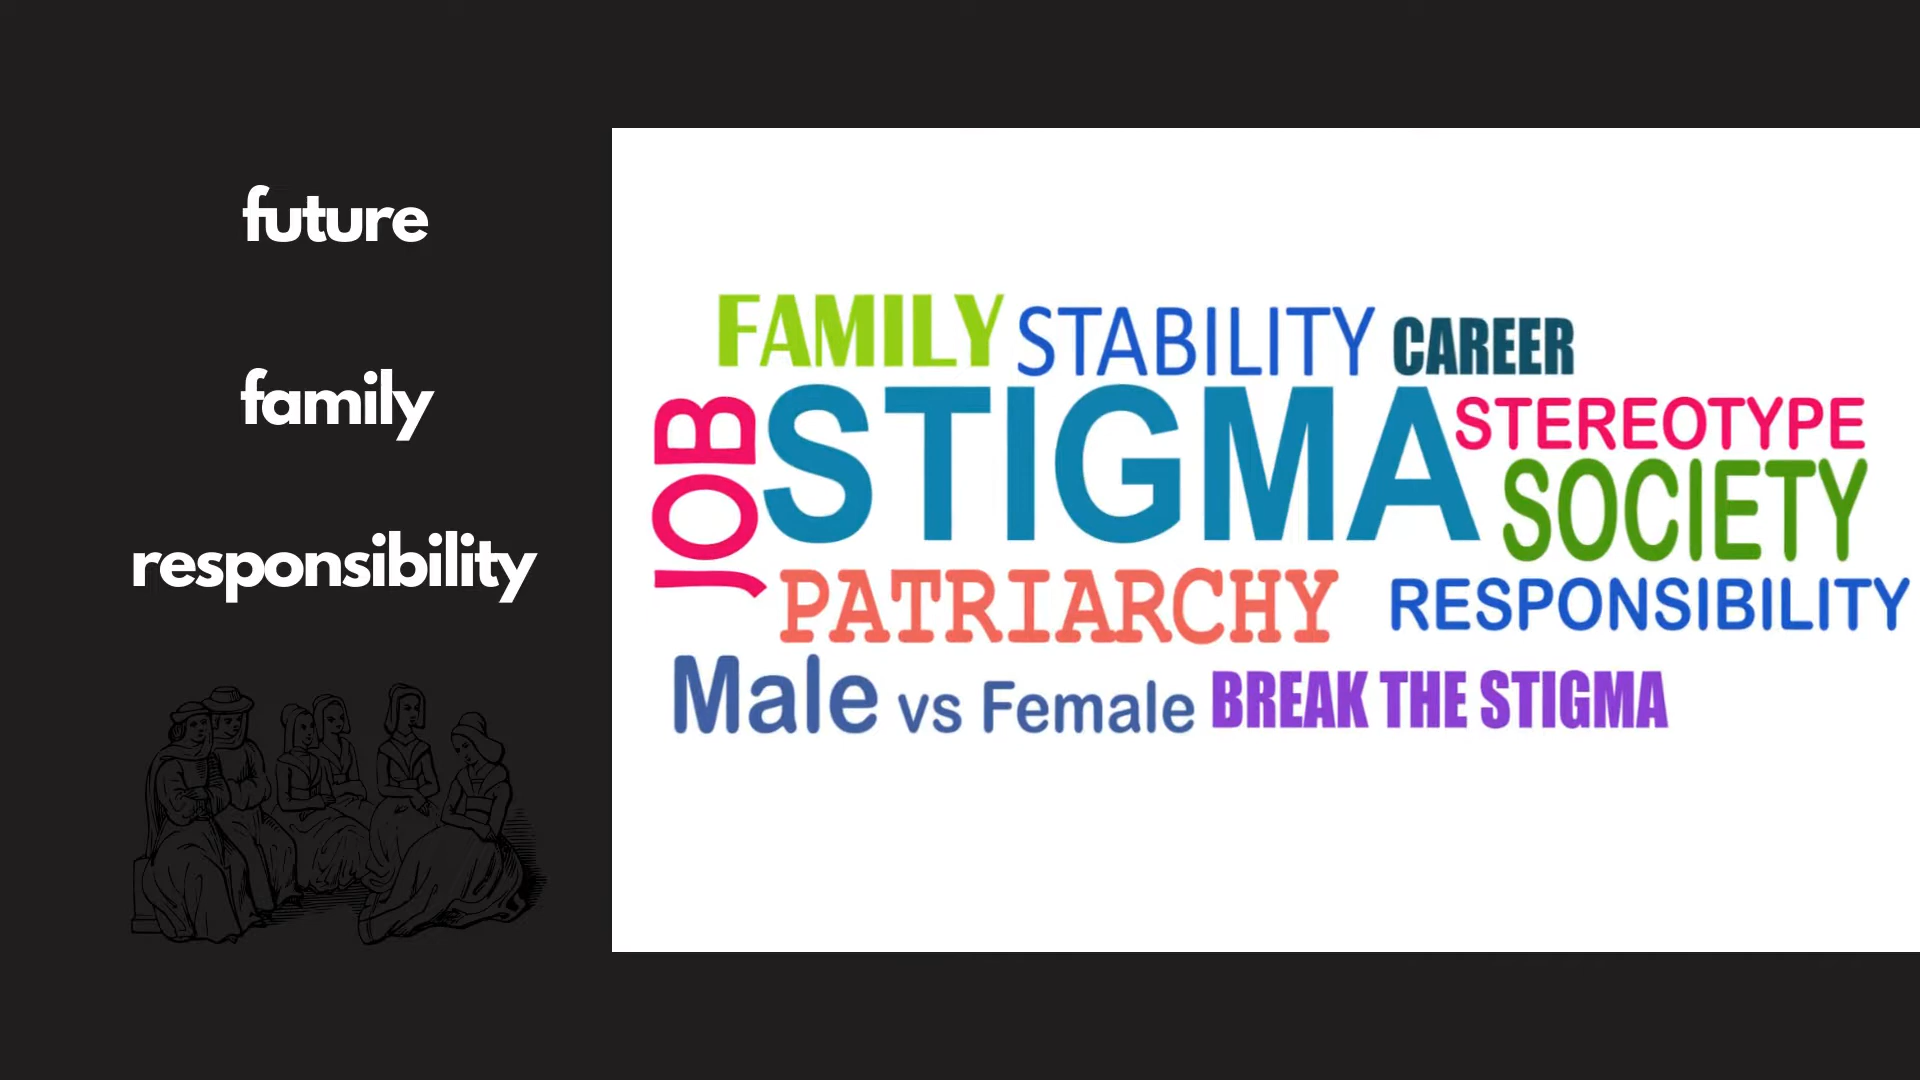 future
family
responsibility
FAMILY STABILITY CAREER
JOB STIGMA STEREOTYPE
SOCIETY
PATRIARCHY RESPONSIBILITY
Male vs Female BREAK THE STIGMA